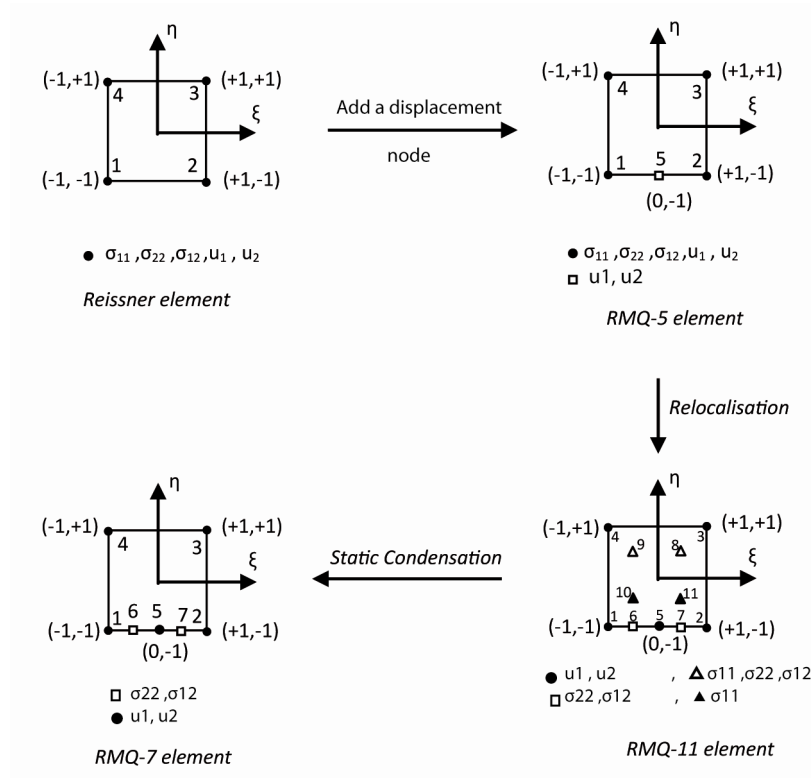 η
(-1,+1)
(+1,+1)
4
3
ξ
1
2
(-1, -1)
(+1,-1)
● σ₁₁ ,σ₂₂ ,σ₁₂,u₁ , u₂
Reissner element
Add a displacement
node
η
(-1,+1)
(+1,+1)
4
3
ξ
1
5
2
(-1,-1)
(+1,-1)
(0,-1)
● σ₁₁,σ₂₂ ,σ₁₂,u₁ , u₂
□ u1, u2
RMQ-5 element
Relocalisation
η
(-1,+1)
(+1,+1)
4
3
ξ
1
6
5
7
2
(-1,-1)
(+1,-1)
(0,-1)
□ σ22 ,σ12
● u1, u2
RMQ-7 element
Static Condensation
η
(-1,+1)
(+1,+1)
4
9
8
3
ξ
10
11
1
6
5
7
2
(-1,-1)
(+1,-1)
(0,-1)
● u1 , u2 , △ σ11 ,σ22 ,σ12
□ σ22 ,σ12 , ▲ σ11
RMQ-11 element